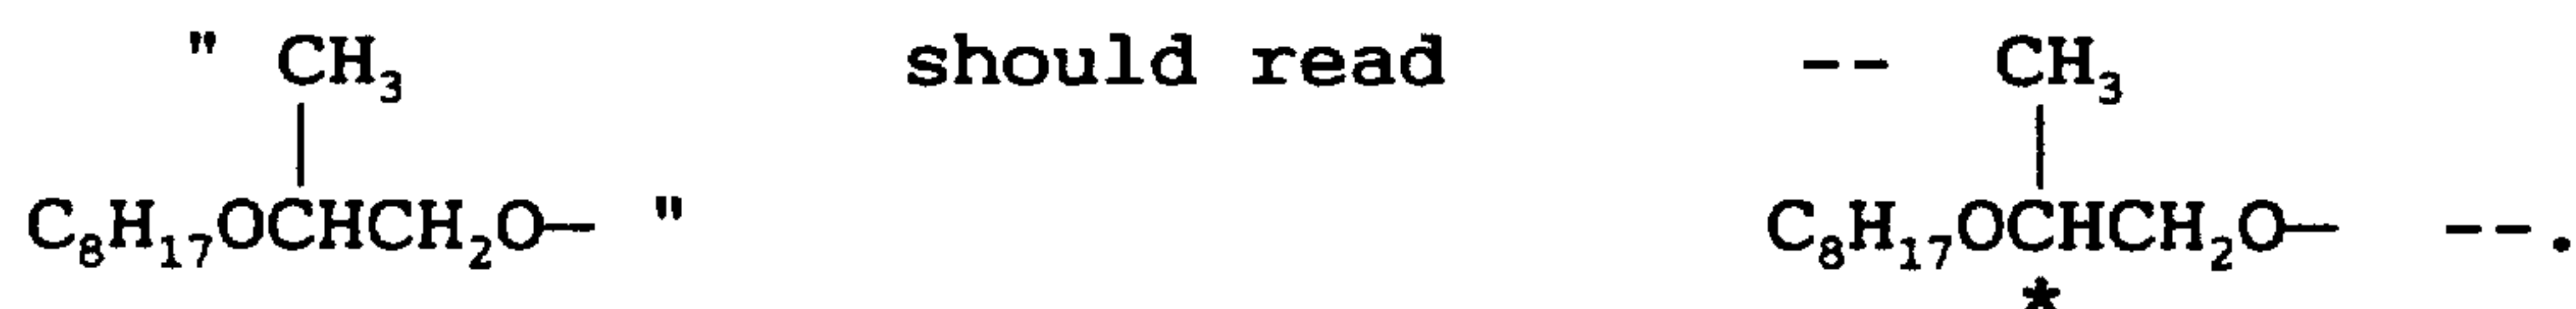 " CH₃ should read -- CH₃
C₈H₁₇OCHCH₂O— " C₈H₁₇OCHCH₂O— --.
*